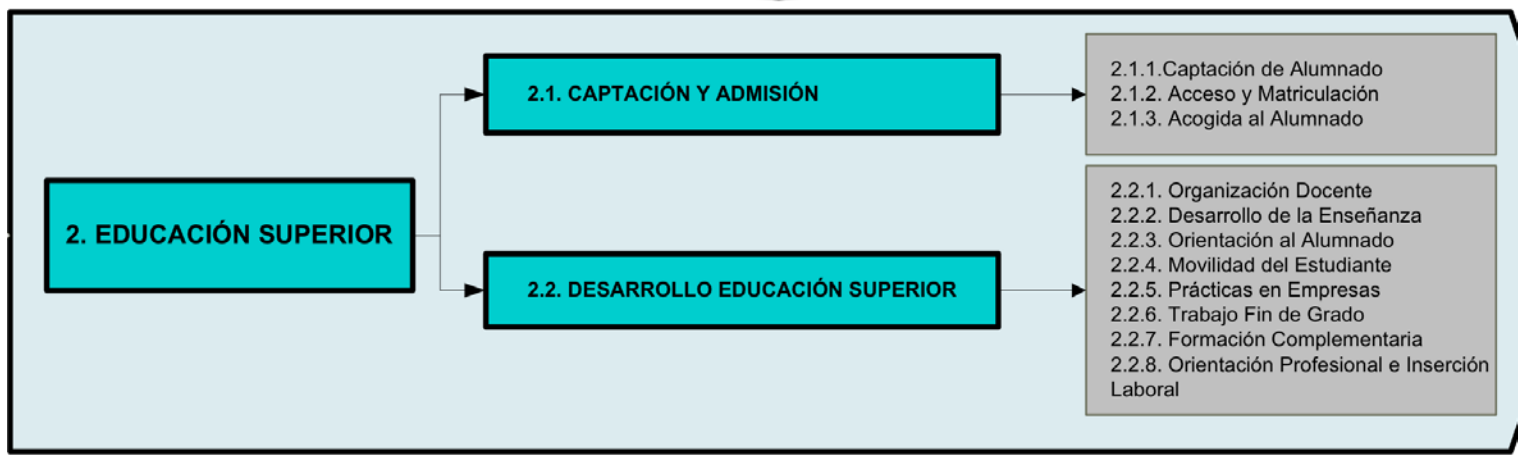 2. EDUCACIÓN SUPERIOR
2.1. CAPTACIÓN Y ADMISIÓN
2.1.1.Captación de Alumnado
2.1.2. Acceso y Matriculación
2.1.3. Acogida al Alumnado
2.2. DESARROLLO EDUCACIÓN SUPERIOR
2.2.1. Organización Docente
2.2.2. Desarrollo de la Enseñanza
2.2.3. Orientación al Alumnado
2.2.4. Movilidad del Estudiante
2.2.5. Prácticas en Empresas
2.2.6. Trabajo Fin de Grado
2.2.7. Formación Complementaria
2.2.8. Orientación Profesional e Inserción
Laboral